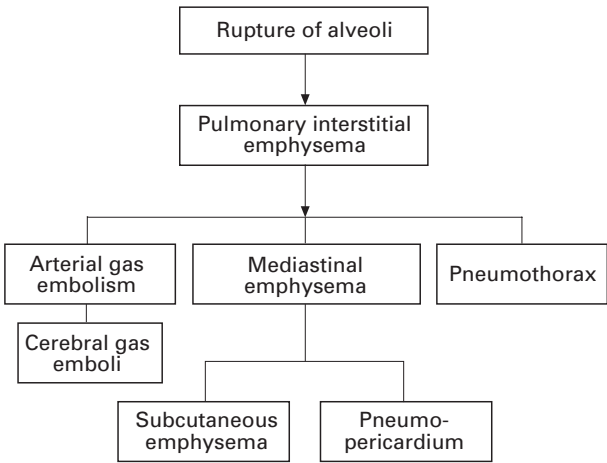 Rupture of alveoli
Pulmonary interstitial
emphysema
Arterial gas
embolism
Mediastinal
emphysema
Pneumothorax
Cerebral gas
emboli
Subcutaneous
emphysema
Pneumo-
pericardium